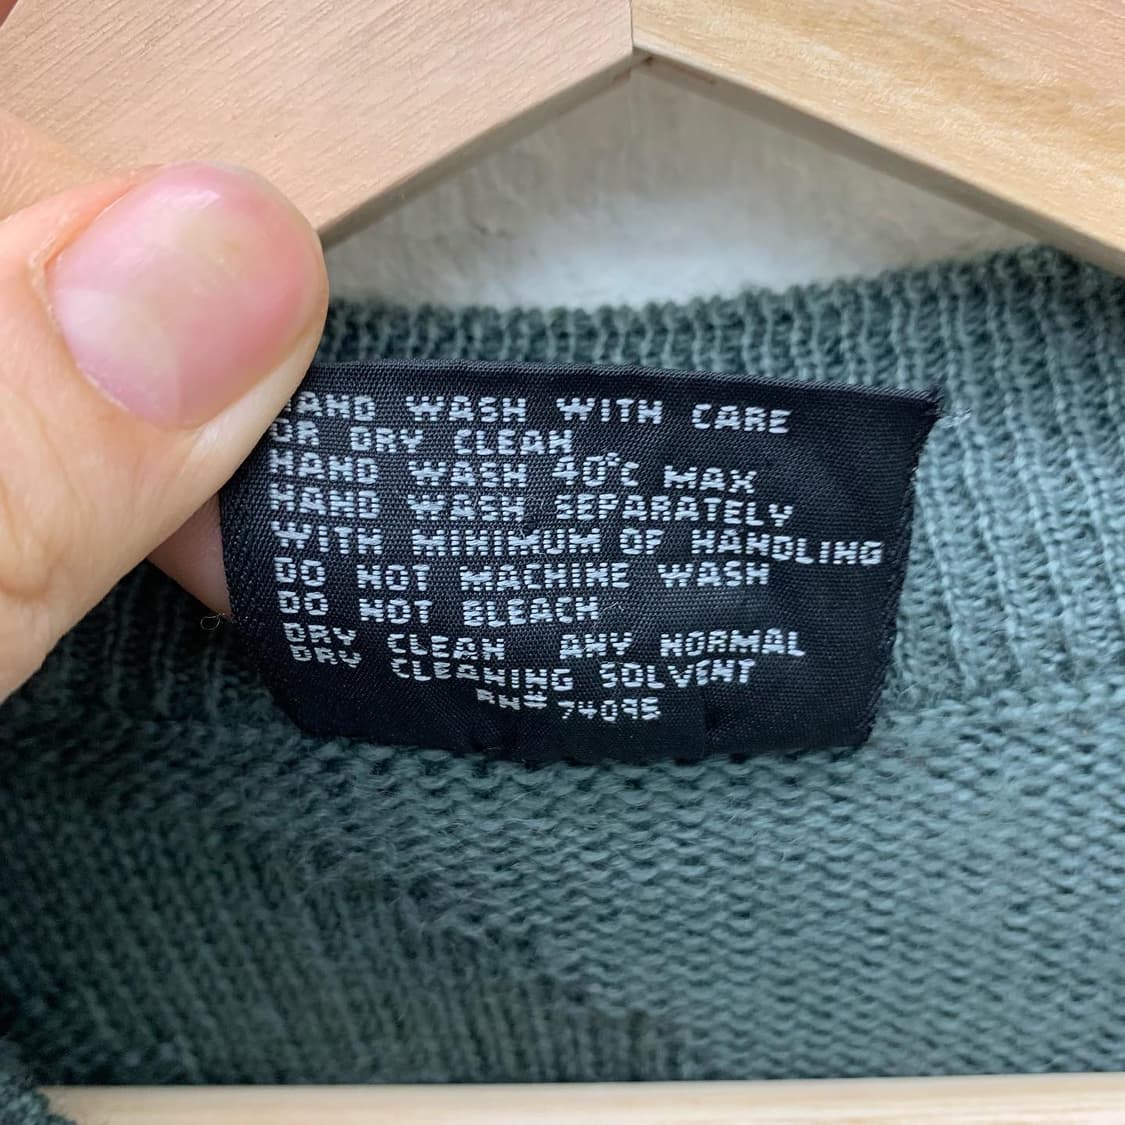 HAND WASH WITH CARE
OR DRY CLEAN
HAND WASH 40°C MAX
HAND WASH SEPARATELY
WITH MINIMUM OF HANDLING
DO NOT MACHINE WASH
DO NOT BLEACH
DRY CLEAN ANY NORMAL
DRY CLEANING SOLVENT
RN# 74095